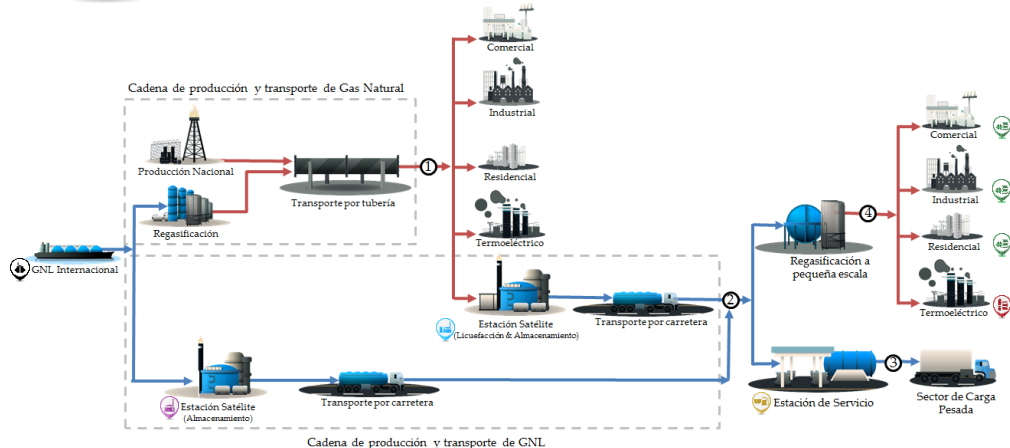 Comercial
Cadena de producción y transporte de Gas Natural
Industrial
Comercial
Producción Nacional
1
Residencial
Transporte por tubería
Industrial
Regasificación
4
Termoeléctrico
Residencial
Regasificación a
pequeña escala
GNL Internacional
2
Termoeléctrico
Estación Satélite
(Licuefacción & Almacenamiento)
Transporte por carretera
3
Estación Satélite
(Almacenamiento)
Transporte por carretera
Estación de Servicio
Sector de Carga
Pesada
Cadena de producción y transporte de GNL